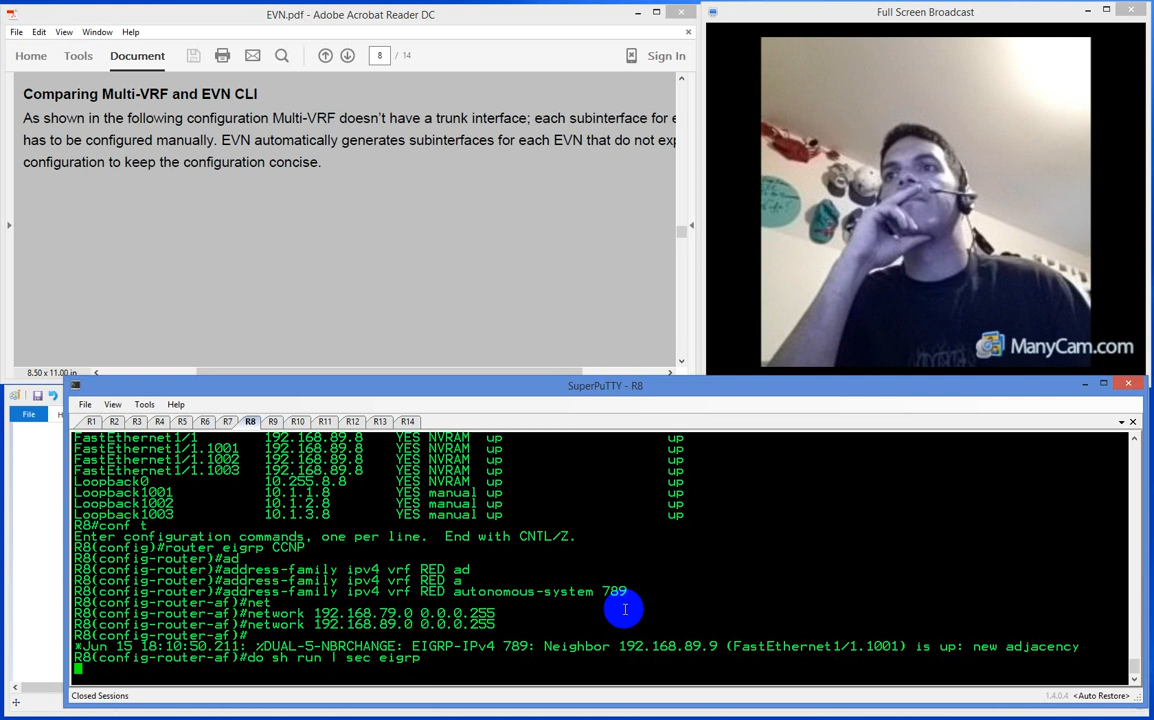 EVN.pdf - Adobe Acrobat Reader DC
File Edit View Window Help
Home Tools Document 8 / 14 Sign In
Comparing Multi-VRF and EVN CLI
As shown in the following configuration Multi-VRF doesn't have a trunk interface; each subinterface for e
has to be configured manually. EVN automatically generates subinterfaces for each EVN that do not exp
configuration to keep the configuration concise.
8.50 x 11.00 in
Full Screen Broadcast
ManyCam.com
File
SuperPuTTY - R8
File View Tools Help
R1 R2 R3 R4 R5 R6 R7 R8 R9 R10 R11 R12 R13 R14
FastEthernet1/1 192.168.89.8 YES NVRAM up up
FastEthernet1/1.1001 192.168.89.8 YES NVRAM up up
FastEthernet1/1.1002 192.168.89.8 YES NVRAM up up
FastEthernet1/1.1003 192.168.89.8 YES NVRAM up up
Loopback0 10.255.8.8 YES NVRAM up up
Loopback1001 10.1.1.8 YES manual up up
Loopback1002 10.1.2.8 YES manual up up
Loopback1003 10.1.3.8 YES manual up up
R8#conf t
Enter configuration commands, one per line. End with CNTL/Z.
R8(config)#router eigrp CCNP
R8(config-router)#ad
R8(config-router)#address-family ipv4 vrf RED ad
R8(config-router)#address-family ipv4 vrf RED a
R8(config-router)#address-family ipv4 vrf RED autonomous-system 789
R8(config-router-af)#net
R8(config-router-af)#network 192.168.79.0 0.0.0.255
R8(config-router-af)#network 192.168.89.0 0.0.0.255
R8(config-router-af)#
*Jun 15 18:10:50.211: %DUAL-5-NBRCHANGE: EIGRP-IPv4 789: Neighbor 192.168.89.9 (FastEthernet1/1.1001) is up: new adjacency
R8(config-router-af)#do sh run | sec eigrp
Closed Sessions
1.4.0.4 <Auto Restore>